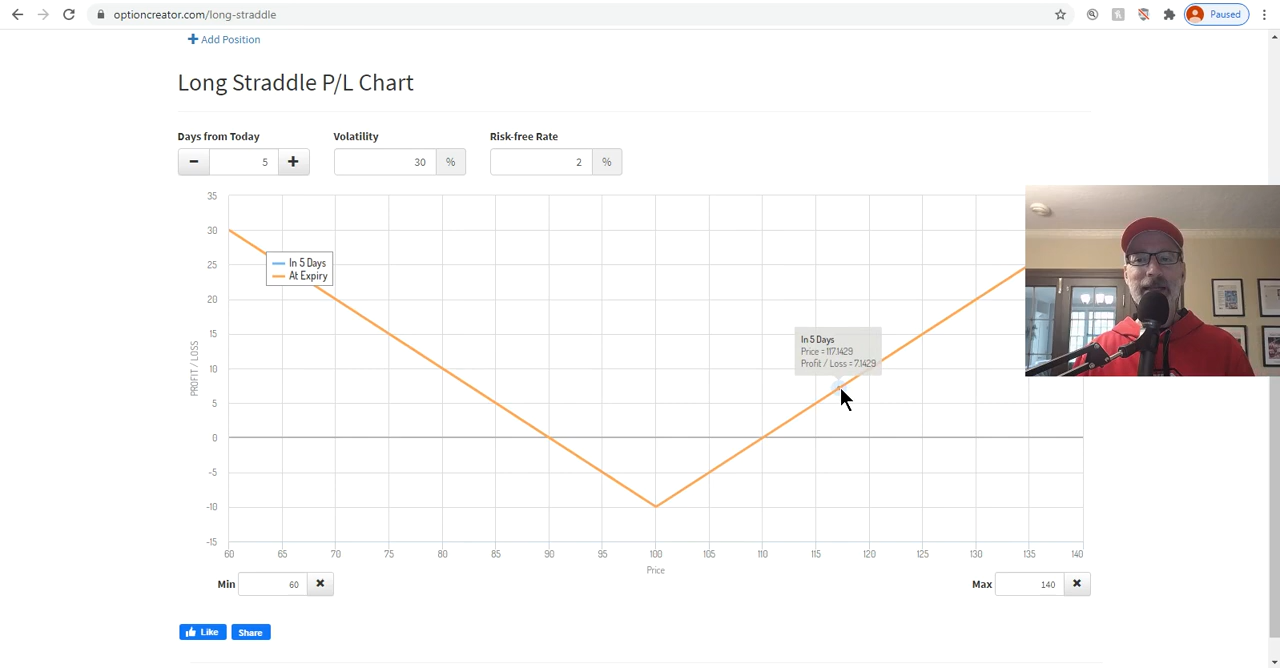 optioncreator.com/long-straddle
Paused
Add Position
Long Straddle P/L Chart
Days from Today
Volatility
Risk-free Rate
5
30
%
2
%
35
30
25
20
15
10
5
0
-5
-10
-15
PROFIT / LOSS
In 5 Days
At Expiry
In 5 Days
Price = 117.1429
Profit / Loss = 7.1429
60 65 70 75 80 85 90 95 100 105 110 115 120 125 130 135 140
Price
Min 60
Max 140
Like
Share